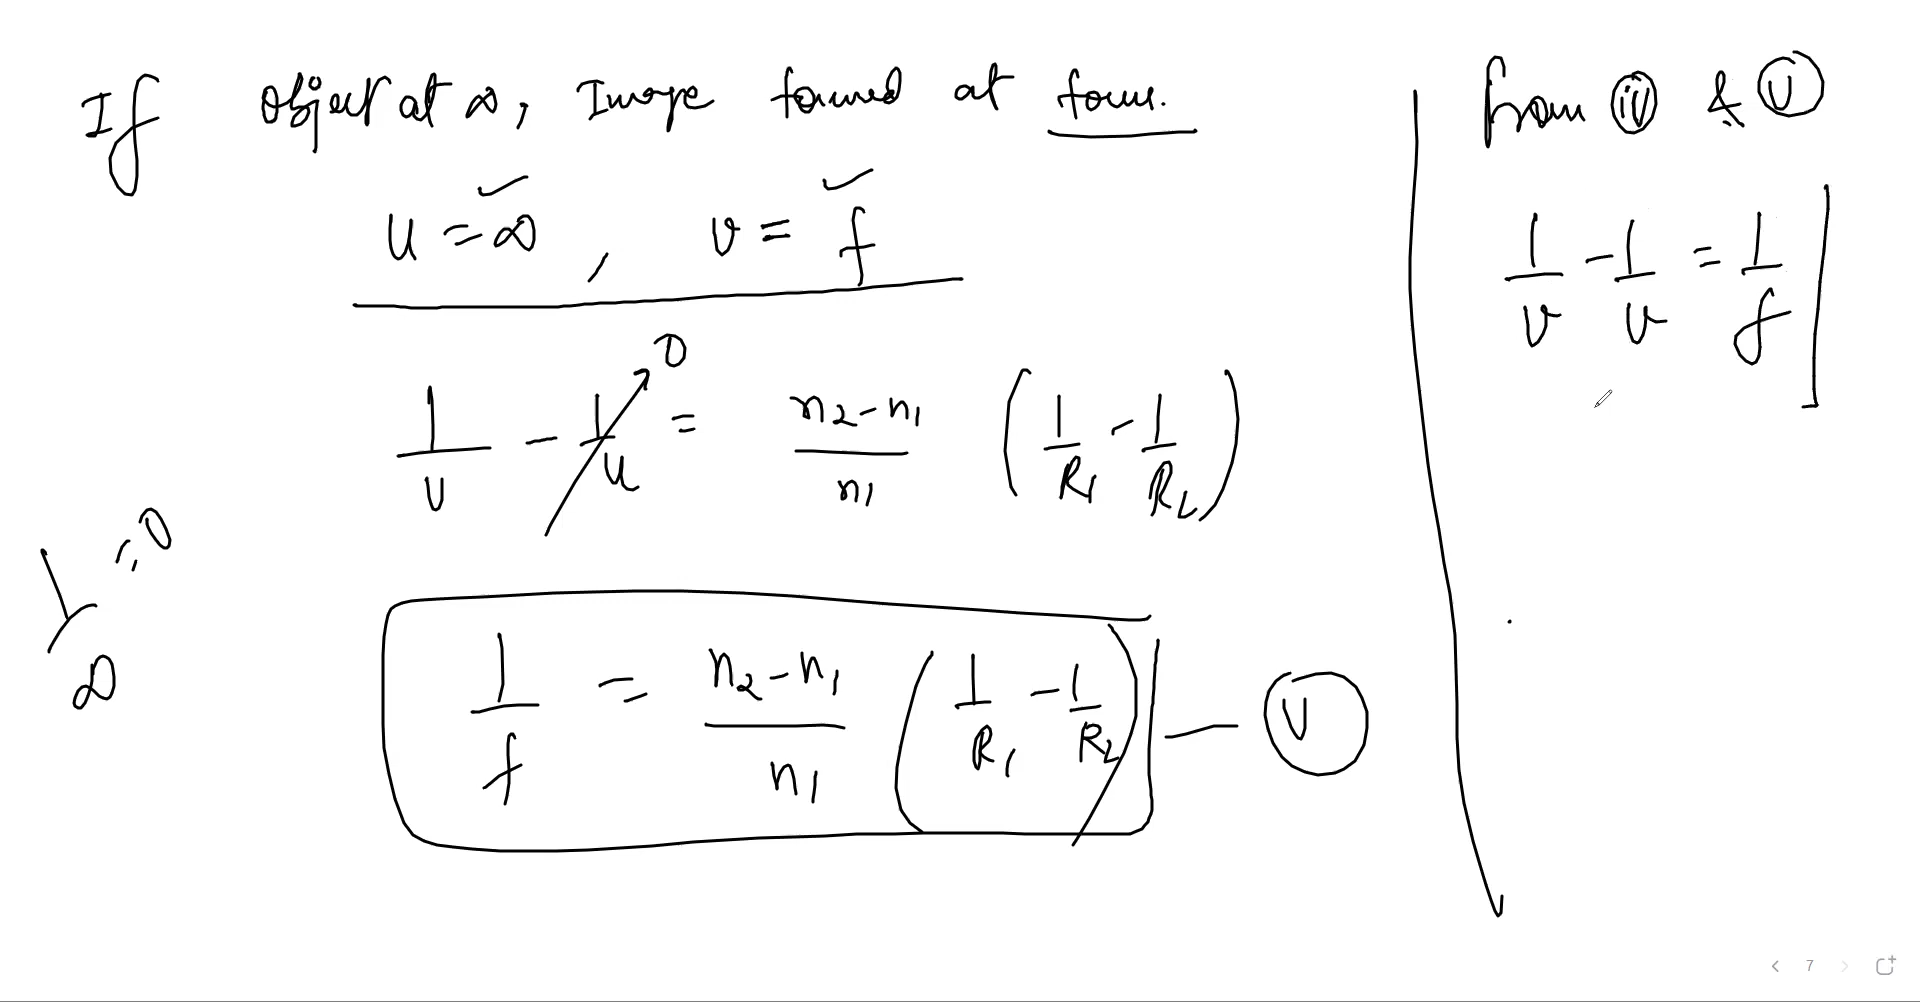 If object at ∞, Image formed at focus.
u = ∞ , v = f
1/v - 1/u = n2-n1/n1 (1/R1 - 1/R2)
0
1/∞ = 0
1/f = n2-n1/n1 (1/R1 - 1/R2) — V
from iv & V
1/v - 1/v = 1/f
7